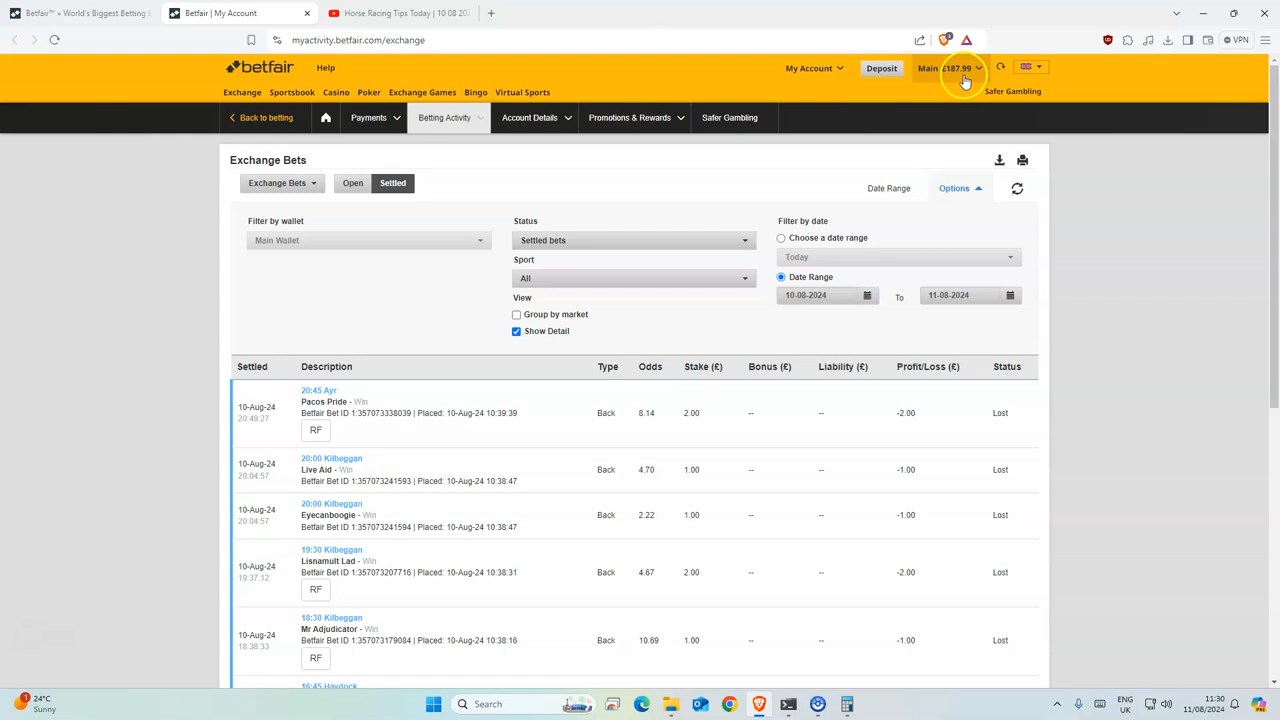 Betfair™ » World's Biggest Betting
Betfair | My Account
Horse Racing Tips Today | 10 08 20
myactivity.betfair.com/exchange
VPN
betfair
Help
My Account
Deposit
Main £187.99
Safer Gambling
Exchange Sportsbook Casino Poker Exchange Games Bingo Virtual Sports
Back to betting
Payments
Betting Activity
Account Details
Promotions & Rewards
Safer Gambling
Exchange Bets
Exchange Bets
Open
Settled
Date Range
Options
Filter by wallet
Main Wallet
Status
Settled bets
Sport
All
View
Group by market
Show Detail
Filter by date
Choose a date range
Today
Date Range
10-08-2024
To
11-08-2024
Settled Description Type Odds Stake (£) Bonus (£) Liability (£) Profit/Loss (£) Status
20:45 Ayr
Pacos Pride - Win
10-Aug-24
20:49:27
Betfair Bet ID 1:357073338039 | Placed: 10-Aug-24 10:39:39
Back 8.14 2.00 -- -- -2.00 Lost
RF
20:00 Kilbeggan
Live Aid - Win
10-Aug-24
20:04:57
Betfair Bet ID 1:357073241593 | Placed: 10-Aug-24 10:38:47
Back 4.70 1.00 -- -- -1.00 Lost
20:00 Kilbeggan
Eyecanboogie - Win
10-Aug-24
20:04:57
Betfair Bet ID 1:357073241594 | Placed: 10-Aug-24 10:38:47
Back 2.22 1.00 -- -- -1.00 Lost
19:30 Kilbeggan
Lisnamult Lad - Win
10-Aug-24
19:37:12
Betfair Bet ID 1:357073207716 | Placed: 10-Aug-24 10:38:31
Back 4.67 2.00 -- -- -2.00 Lost
RF
18:30 Kilbeggan
Mr Adjudicator - Win
10-Aug-24
18:38:33
Betfair Bet ID 1:357073179084 | Placed: 10-Aug-24 10:38:16
Back 10.69 1.00 -- -- -1.00 Lost
RF
16:45 Haydock
1
24°C
Sunny
Search
ENG
UK
11:30
11/08/2024